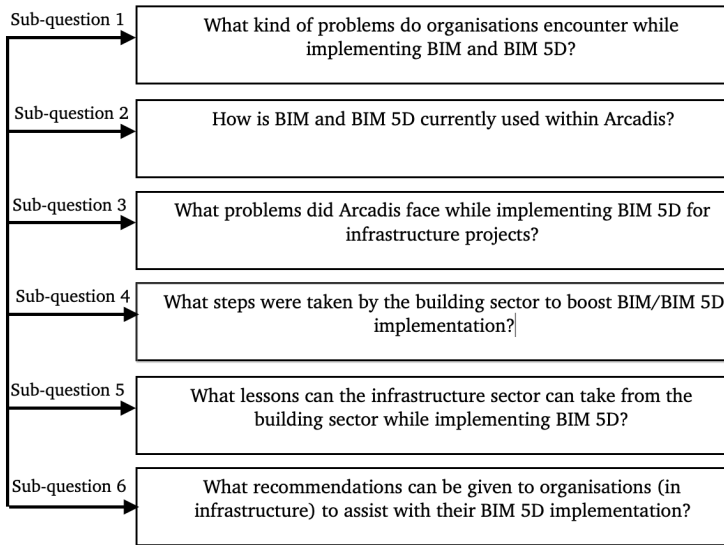 Sub-question 1
What kind of problems do organisations encounter while
implementing BIM and BIM 5D?
Sub-question 2
How is BIM and BIM 5D currently used within Arcadis?
Sub-question 3
What problems did Arcadis face while implementing BIM 5D for
infrastructure projects?
Sub-question 4
What steps were taken by the building sector to boost BIM/BIM 5D
implementation?
Sub-question 5
What lessons can the infrastructure sector can take from the
building sector while implementing BIM 5D?
Sub-question 6
What recommendations can be given to organisations (in
infrastructure) to assist with their BIM 5D implementation?